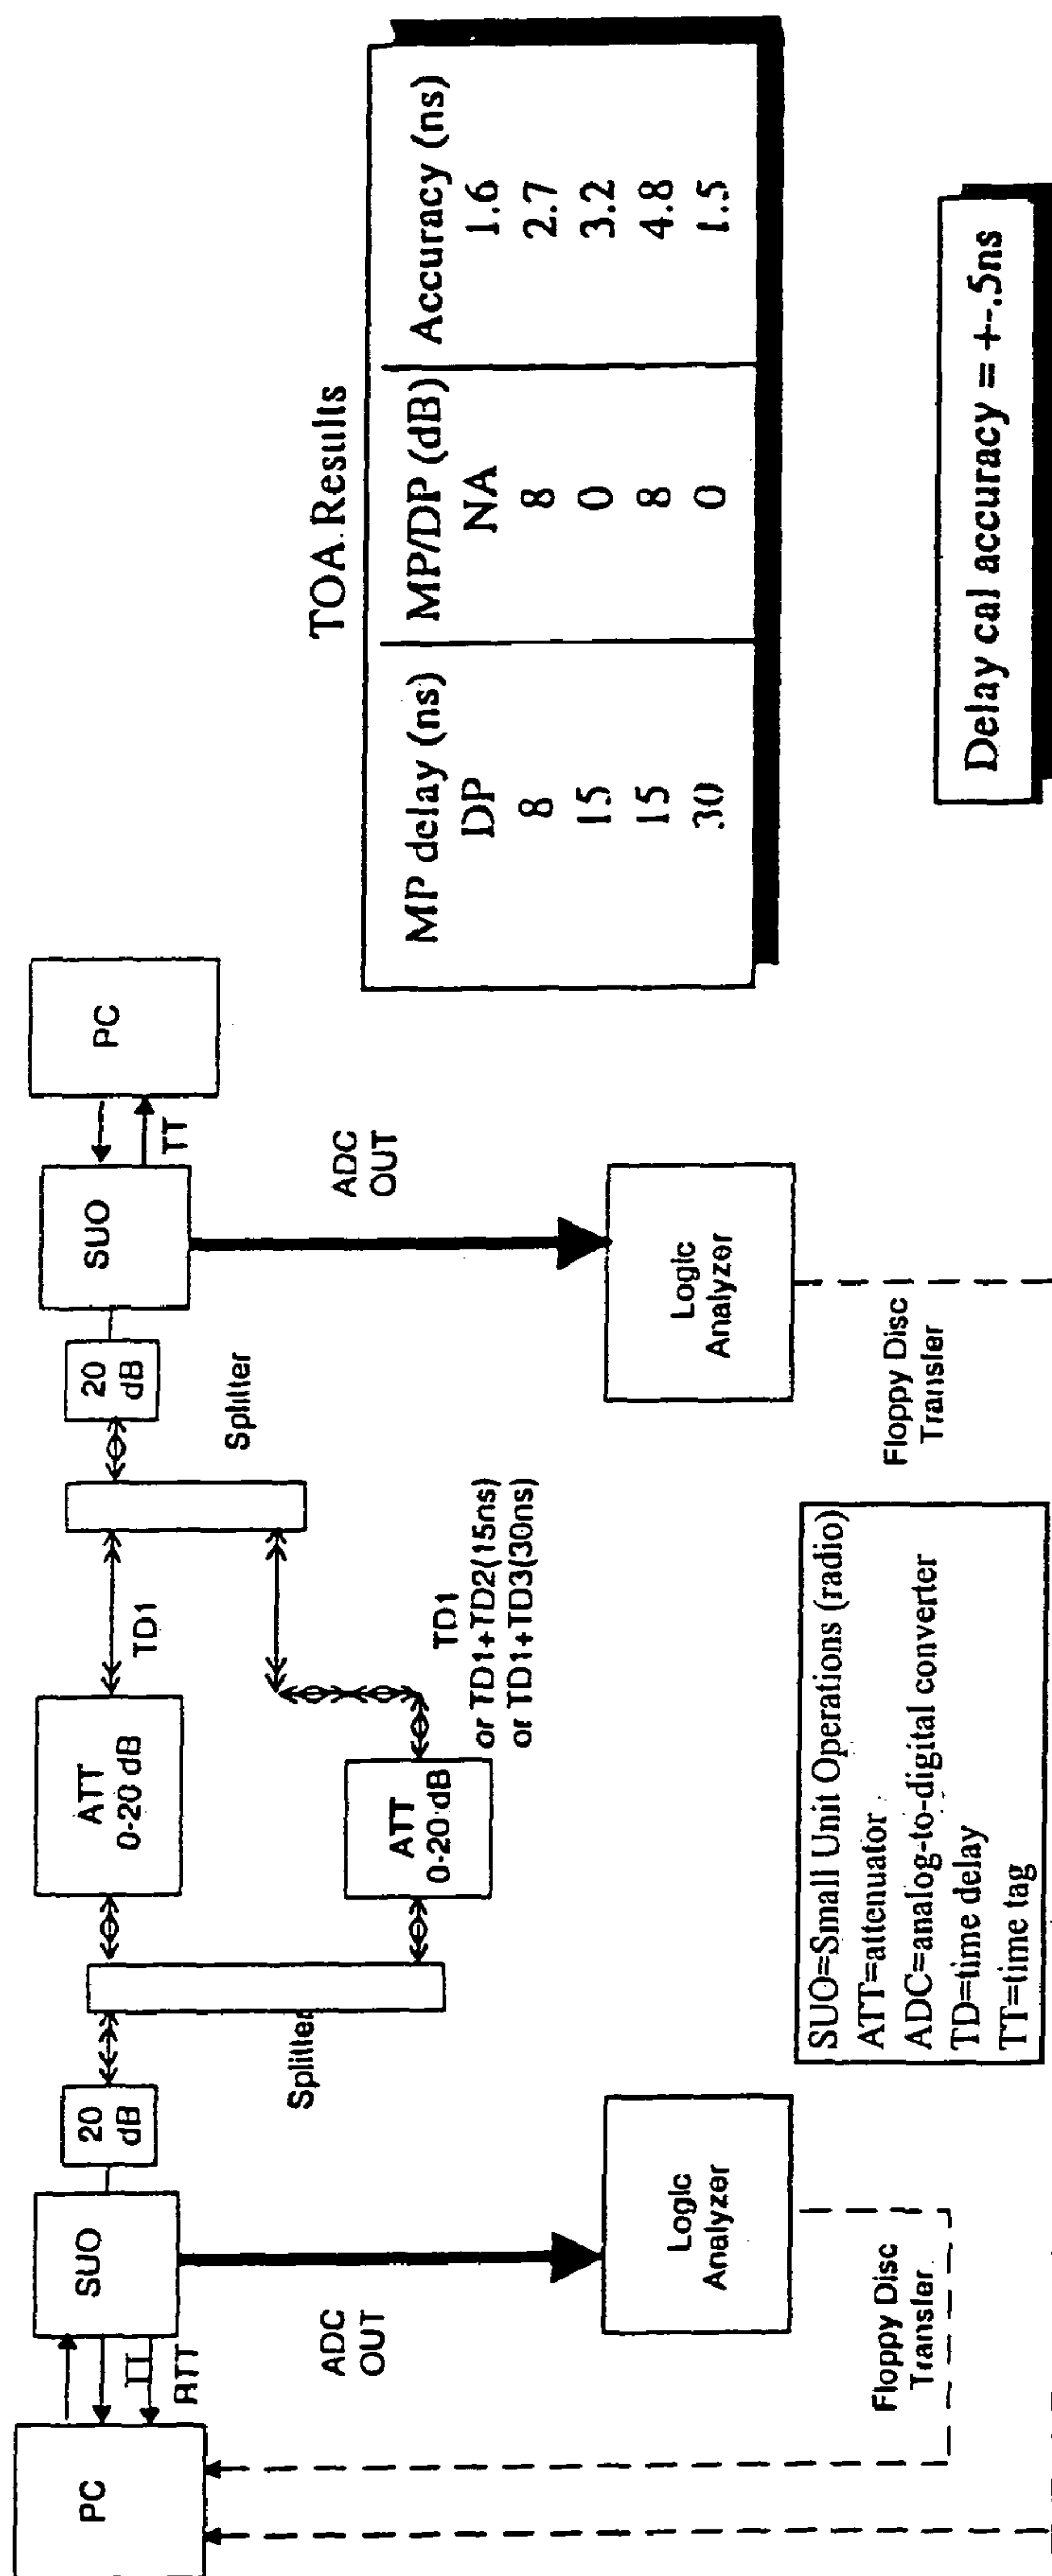 PC
TT
RTT
SUO
20
dB
Splitter
ATT
0-20 dB
TD1
ATT
0-20 dB
TD1
or TD1+TD2(15ns)
or TD1+TD3(30ns)
Splitter
20
dB
SUO
TT
PC
ADC
OUT
Logic
Analyzer
Floppy Disc
Transfer
ADC
OUT
Logic
Analyzer
Floppy Disc
Transfer
SUO=Small Unit Operations (radio)
ATT=attenuator
ADC=analog-to-digital converter
TD=time delay
TT=time tag
TOA Results
MP delay (ns) MP/DP (dB) Accuracy (ns)
DP NA 1.6
8 8 2.7
15 0 3.2
15 8 4.8
30 0 1.5
Delay cal accuracy = +-.5ns